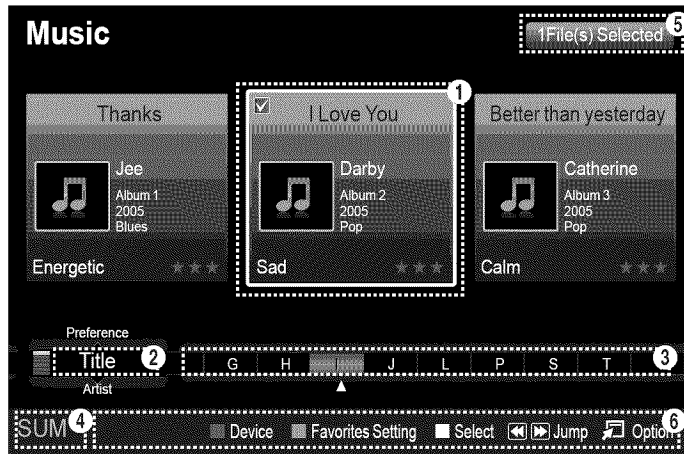 Music
1File(s) Selected
5
1
Thanks
I Love You
Better than yesterday
Jee
Album 1
2005
Blues
Darby
Album 2
2005
Pop
Catherine
Album 3
2005
Pop
Energetic
Sad
Calm
Preference
Title
2
G H I J L P S T
3
Artist
4
SUM
Device Favorites Setting Select Jump Option
6